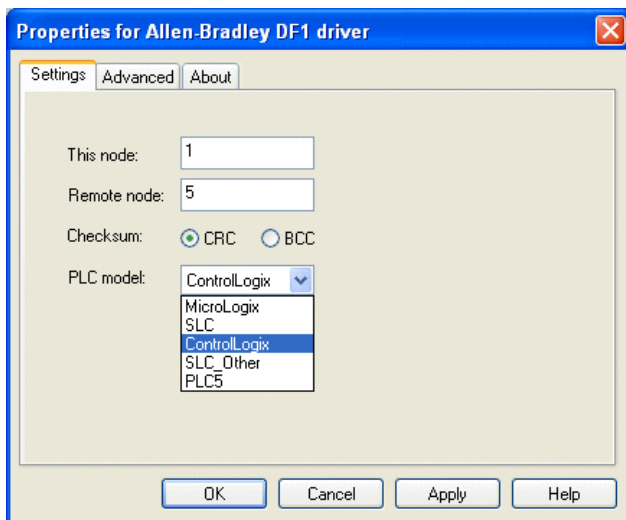 Properties for Allen-Bradley DF1 driver
Settings Advanced About
This node: 1
Remote node: 5
Checksum: CRC BCC
PLC model: ControlLogix
MicroLogix
SLC
ControlLogix
SLC_Other
PLC5
OK Cancel Apply Help